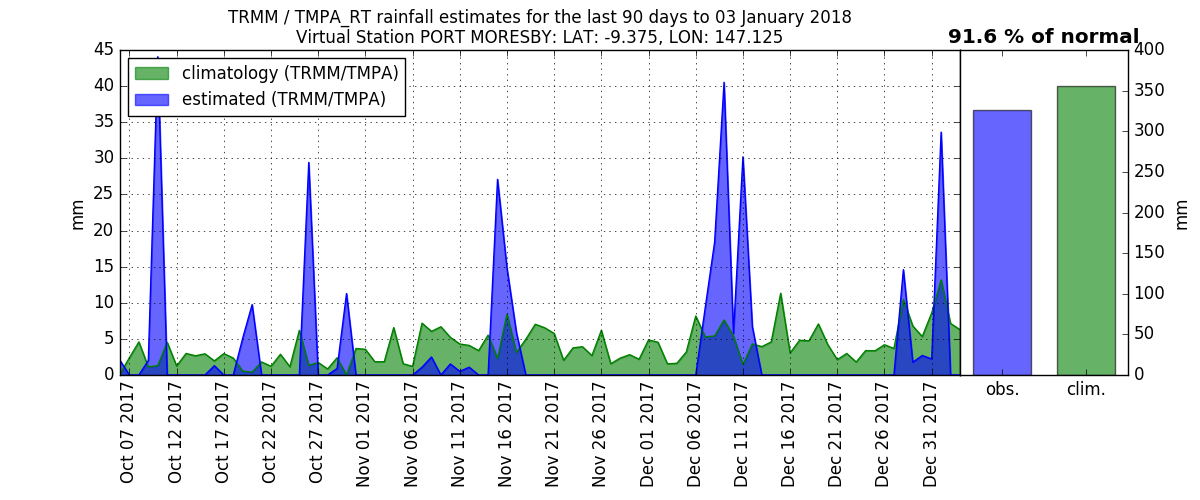 TRMM / TMPA_RT rainfall estimates for the last 90 days to 03 January 2018
Virtual Station PORT MORESBY: LAT: -9.375, LON: 147.125
91.6 % of normal
climatology (TRMM/TMPA)
estimated (TRMM/TMPA)
45
40
35
30
25
20
15
10
5
0
mm
Oct 07 2017
Oct 12 2017
Oct 17 2017
Oct 22 2017
Oct 27 2017
Nov 01 2017
Nov 06 2017
Nov 11 2017
Nov 16 2017
Nov 21 2017
Nov 26 2017
Dec 01 2017
Dec 06 2017
Dec 11 2017
Dec 16 2017
Dec 21 2017
Dec 26 2017
Dec 31 2017
obs.
clim.
400
350
300
250
200
150
100
50
0
mm